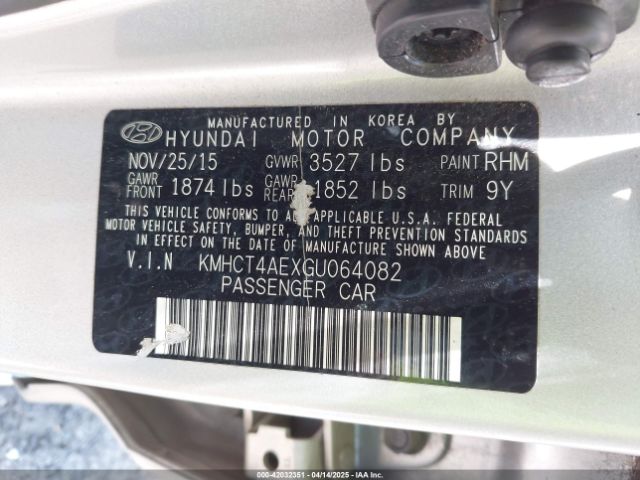 MANUFACTURED IN KOREA BY
HYUNDAI MOTOR COMPANY
NOV/25/15 GVWR 3527 lbs PAINT RHM
GAWR FRONT 1874 lbs GAWR REAR 1852 lbs TRIM 9Y
THIS VEHICLE CONFORMS TO ALL APPLICABLE U.S.A. FEDERAL
MOTOR VEHICLE SAFETY, BUMPER, AND THEFT PREVENTION STANDARDS
IN EFFECT ON THE DATE OF MANUFACTURE SHOWN ABOVE
V.I.N KMHCT4AEXGU064082
PASSENGER CAR
000-42032351 - 04/14/2025 - IAAI.COM